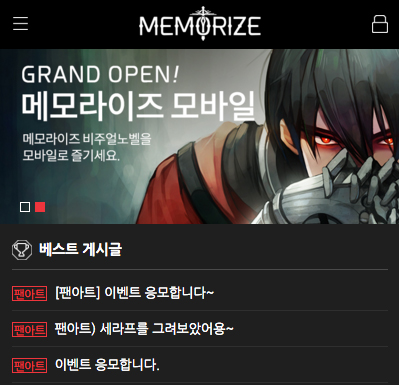 MEMORIZE
GRAND OPEN!
메모라이즈 모바일
메모라이즈 비주얼노벨을
모바일로 즐기세요.
베스트 게시글
팬아트 [팬아트] 이벤트 응모합니다~
팬아트 팬아트) 세라프를 그려보았어용~
팬아트 이벤트 응모합니다.